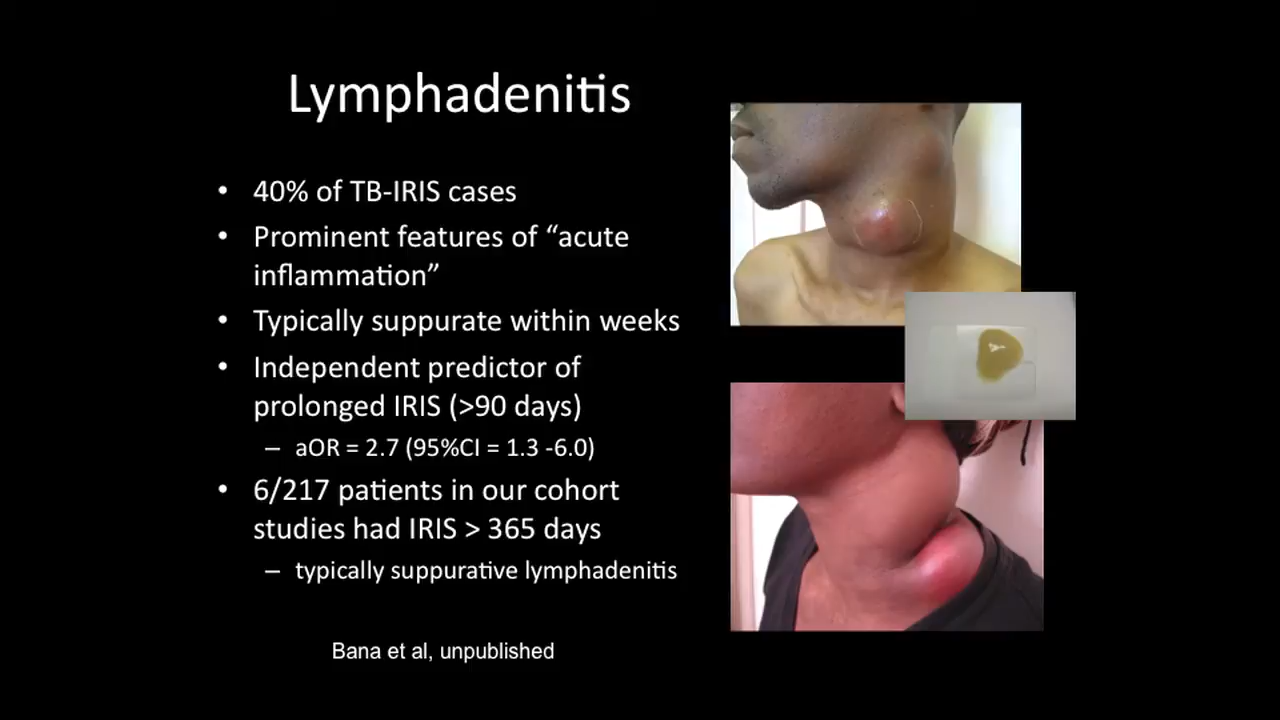 Lymphadenitis
• 40% of TB-IRIS cases
• Prominent features of “acute
inflammation”
• Typically suppurate within weeks
• Independent predictor of
prolonged IRIS (>90 days)
– aOR = 2.7 (95%CI = 1.3 -6.0)
• 6/217 patients in our cohort
studies had IRIS > 365 days
– typically suppurative lymphadenitis
Bana et al, unpublished